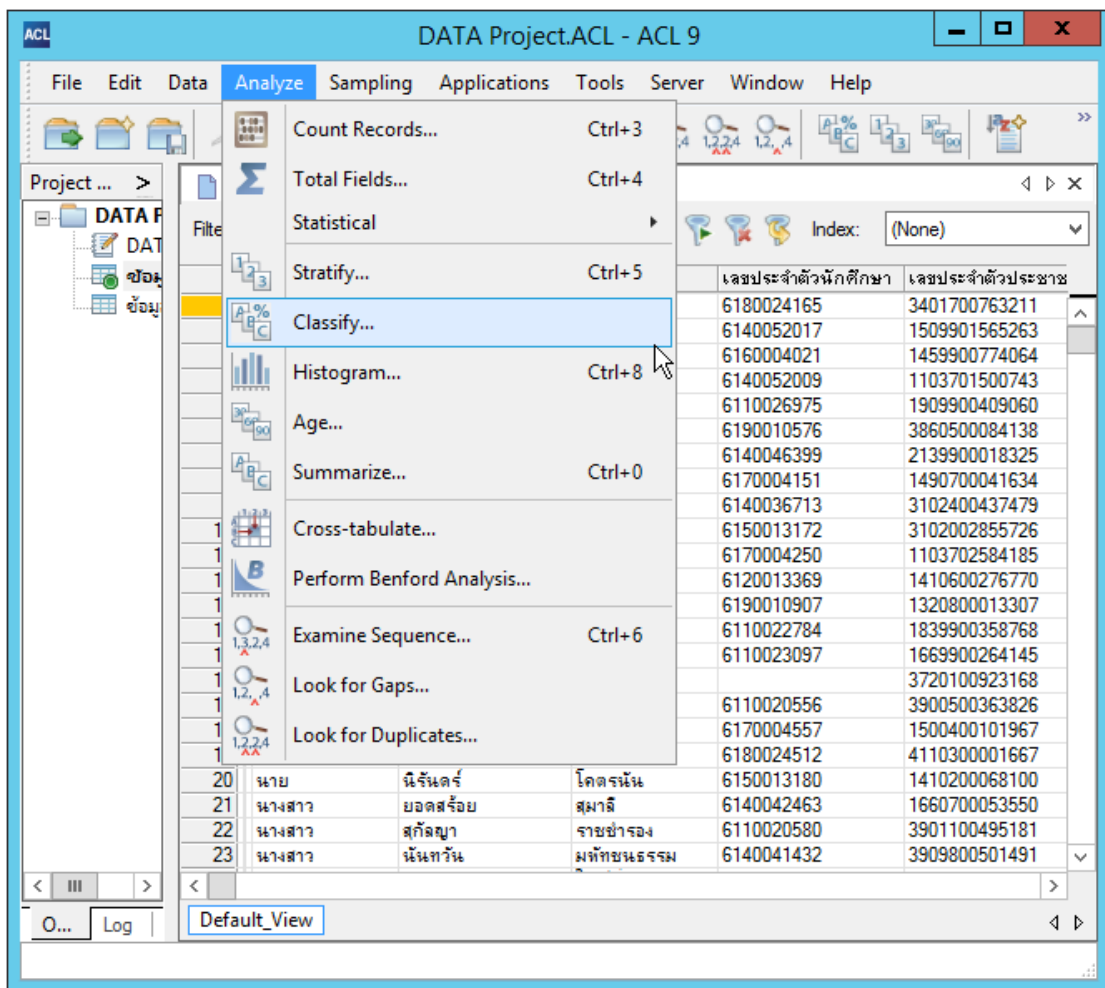 ACL DATA Project.ACL - ACL 9
File Edit Data Analyze Sampling Applications Tools Server Window Help
Count Records... Ctrl+3
Total Fields... Ctrl+4
Statistical
Stratify... Ctrl+5
Classify...
Histogram... Ctrl+8
Age...
Summarize... Ctrl+0
Cross-tabulate...
Perform Benford Analysis...
Examine Sequence... Ctrl+6
Look for Gaps...
Look for Duplicates...
Project ... >
DATA
DAT
Index: (None)
เลขประจำตัวนักศึกษา เลขประจำตัวประชาช
6180024165 3401700763211
6140052017 1509901565263
6160004021 1459900774064
6140052009 1103701500743
6110026975 1909900409060
6190010576 3860500084138
6140046399 2139900018325
6170004151 1490700041634
6140036713 3102400437479
6150013172 3102002855726
6170004250 1103702584185
6120013369 1410600276770
6190010907 1320800013307
6110022784 1839900358768
6110023097 1669900264145
3720100923168
6110020556 3900500363826
6170004557 1500400101967
6180024512 4110300001667
20 นาย นิรันดร์ โคตรนัน 6150013180 1410200068100
21 นางสาว ยอดสร้อย สุมาลี 6140042463 1660700053550
22 นางสาว สุกัลญา ราชชำรอง 6110020580 3901100495181
23 นางสาว นันทวัน มหัทธนธรรม 6140041432 3909800501491
O... Log Default_View